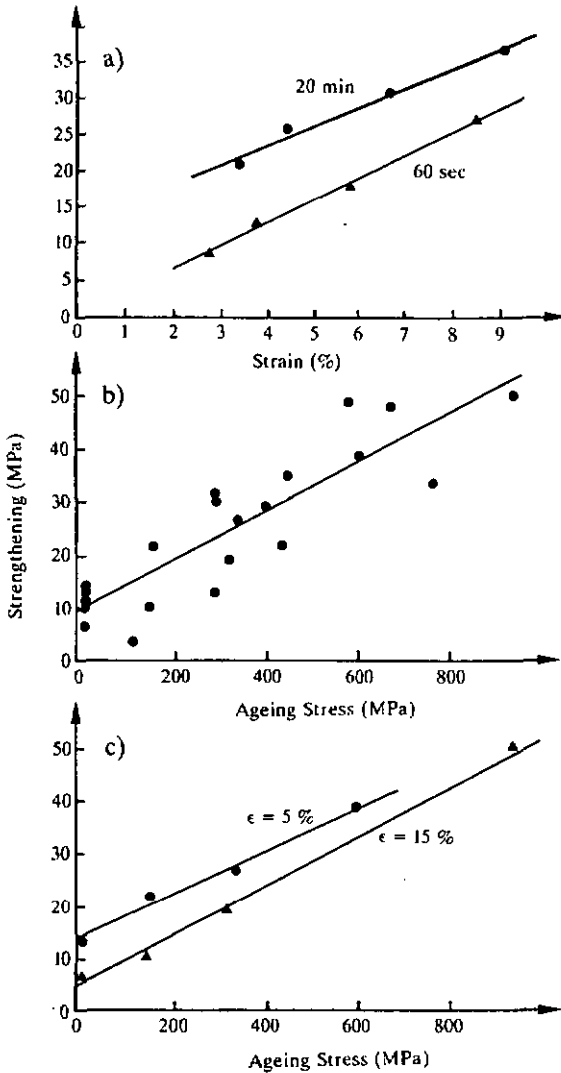 a)
35
30
25
20
15
10
5
0
20 min
60 sec
0 1 2 3 4 5 6 7 8 9
Strain (%)
b)
50
40
30
20
10
0
Strengthening (MPa)
200 400 600 800
Ageing Stress (MPa)
c)
50
40
30
20
10
0
ϵ = 5 %
ϵ = 15 %
0 200 400 600 800
Ageing Stress (MPa)